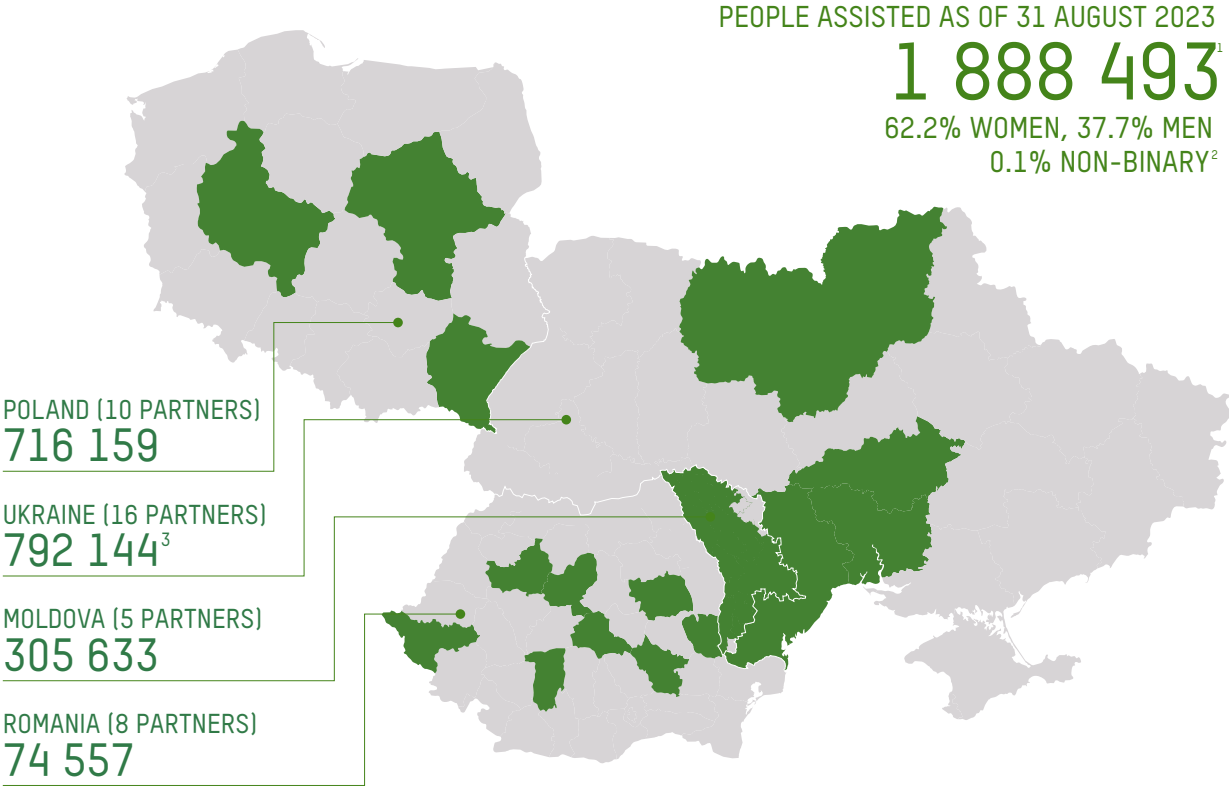 PEOPLE ASSISTED AS OF 31 AUGUST 2023
1 888 493¹
62.2% WOMEN, 37.7% MEN
0.1% NON-BINARY²
POLAND (10 PARTNERS)
716 159
UKRAINE (16 PARTNERS)
792 144³
MOLDOVA (5 PARTNERS)
305 633
ROMANIA (8 PARTNERS)
74 557